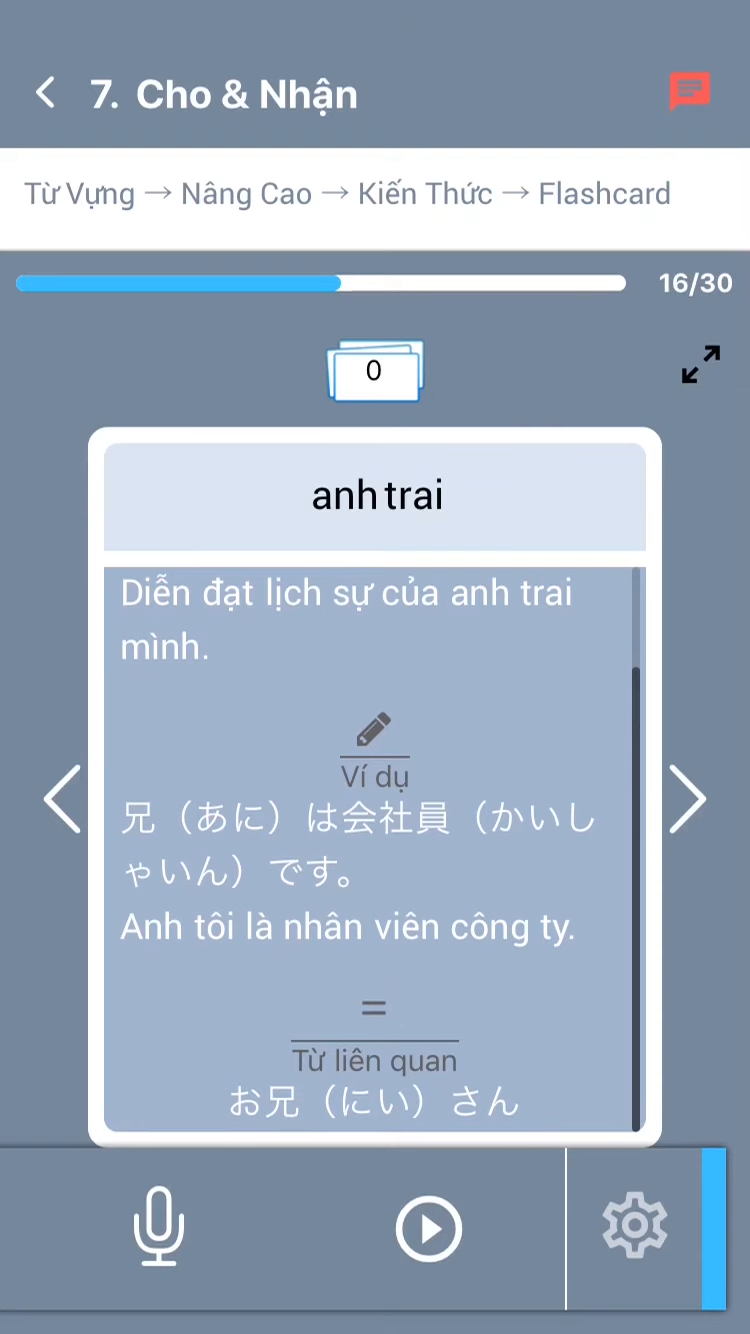 7. Cho & Nhận
Từ Vựng → Nâng Cao → Kiến Thức → Flashcard
16/30
0
anh trai
Diễn đạt lịch sự của anh trai
mình.
Ví dụ
兄（あに）は会社員（かいし
ゃいん）です。
Anh tôi là nhân viên công ty.
=
Từ liên quan
お兄（にい）さん